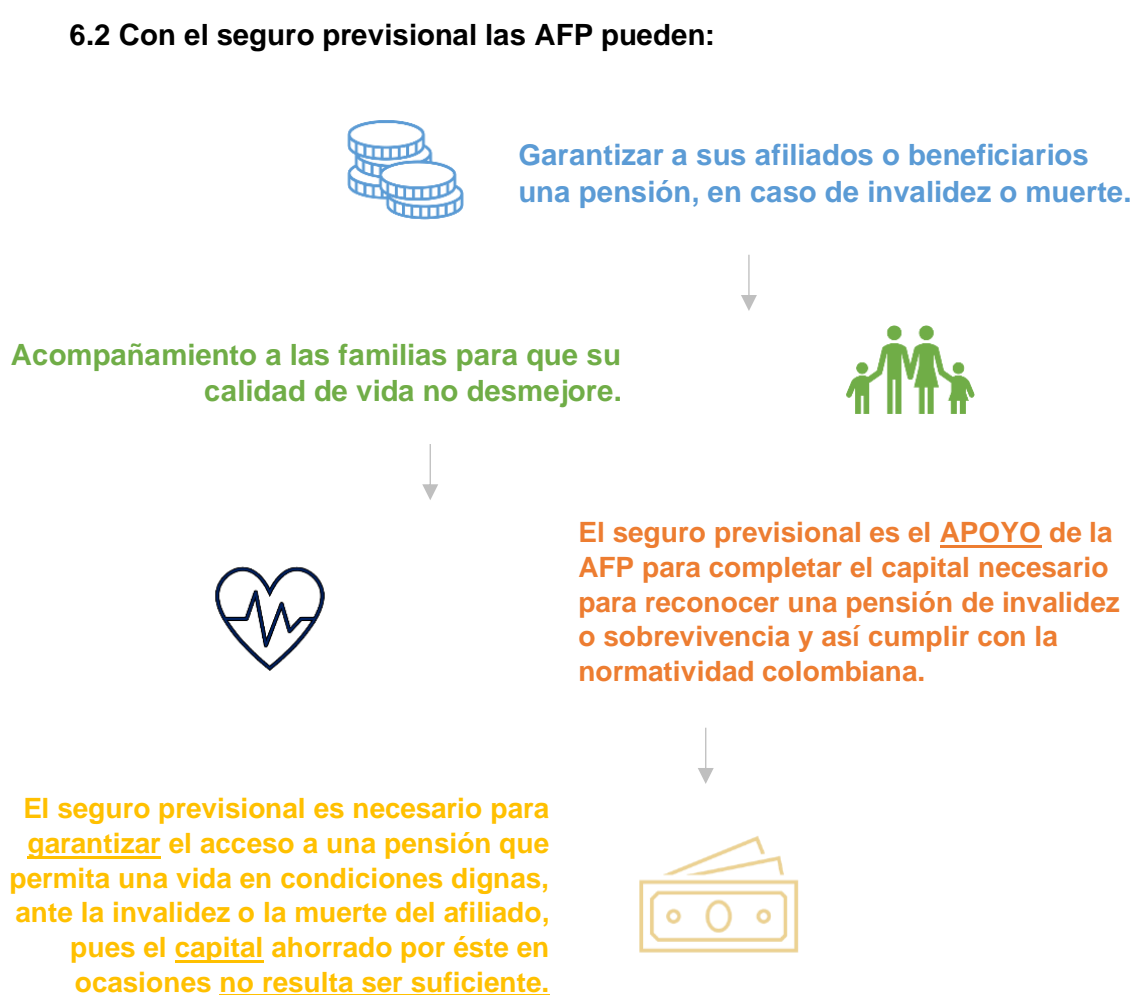 6.2 Con el seguro previsional las AFP pueden:
Garantizar a sus afiliados o beneficiarios
una pensión, en caso de invalidez o muerte.
Acompañamiento a las familias para que su
calidad de vida no desmejore.
El seguro previsional es el APOYO de la
AFP para completar el capital necesario
para reconocer una pensión de invalidez
o sobrevivencia y así cumplir con la
normatividad colombiana.
El seguro previsional es necesario para
garantizar el acceso a una pensión que
permita una vida en condiciones dignas,
ante la invalidez o la muerte del afiliado,
pues el capital ahorrado por éste en
ocasiones no resulta ser suficiente.